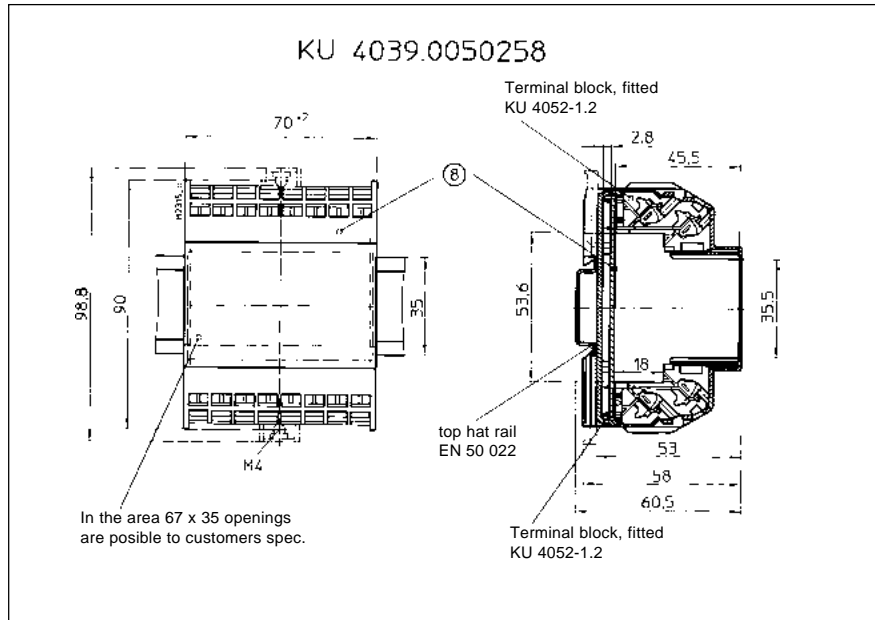 KU 4039.0050258
Terminal block, fitted
KU 4052-1.2
70 +2
2.8
45,5
8
98.8
90
35
53,6
35.5
18
M4
top hat rail
EN 50 022
53
58
60,5
In the area 67 x 35 openings
are posible to customers spec.
Terminal block, fitted
KU 4052-1.2